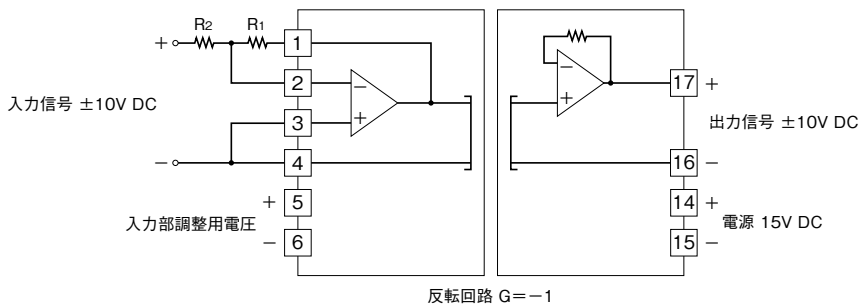 R2 R1
+ 1
2 −
入力信号 ±10V DC
3 +
− 4
+ 5
入力部調整用電圧
− 6
−
+
17 +
出力信号 ±10V DC
16 −
14 +
電源 15V DC
15 −
反転回路 G=−1